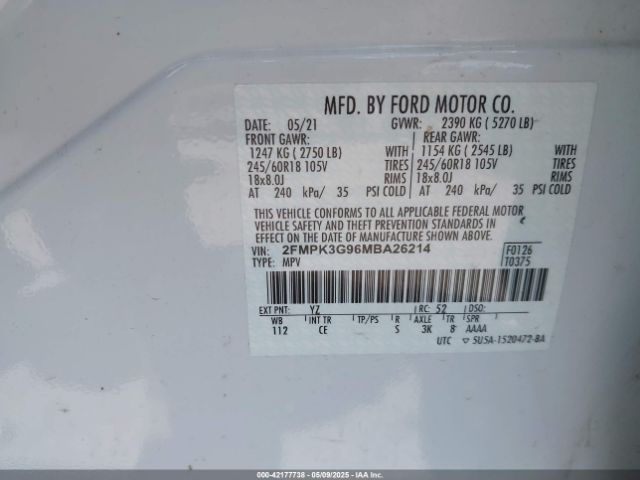 MFD. BY FORD MOTOR CO.
DATE: 05/21 GVWR: 2390 KG ( 5270 LB)
FRONT GAWR: REAR GAWR:
1247 KG ( 2750 LB) WITH 1154 KG ( 2545 LB) WITH
245/60R18 105V TIRES 245/60R18 105V TIRES
18x8.0J RIMS 18x8.0J RIMS
AT 240 kPa/ 35 PSI COLD AT 240 kPa/ 35 PSI COLD
THIS VEHICLE CONFORMS TO ALL APPLICABLE FEDERAL MOTOR
VEHICLE SAFETY AND THEFT PREVENTION STANDARDS IN
EFFECT ON THE DATE OF MANUFACTURE SHOWN ABOVE.
VIN: 2FMPK3G96MBA26214 F0126
TYPE: MPV T0375
EXT PNT: YZ RC: 52 DSO:
WB INT TR TP/PS R AXLE TR SPR
112 CE S 3K 8 AAAA
UTC ▽ 5U5A-1520472-BA
000-42177738 - 05/09/2025 - IAAI.COM